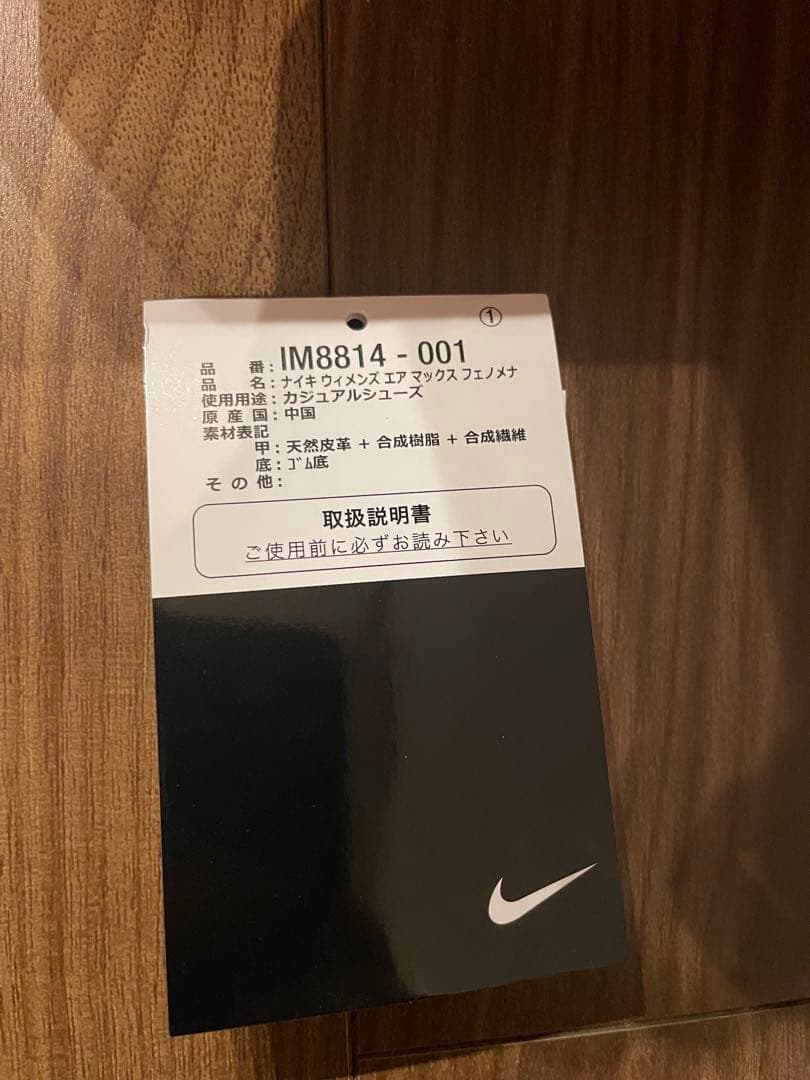 ①
品番:IM8814-001
品名:ナイキ ウィメンズ エア マックス フェノメナ
使用用途:カジュアルシューズ
原産国:中国
素材表記
甲:天然皮革 + 合成樹脂 + 合成繊維
底:ｺﾞﾑ底
その他:
取扱説明書
ご使用前に必ずお読み下さい